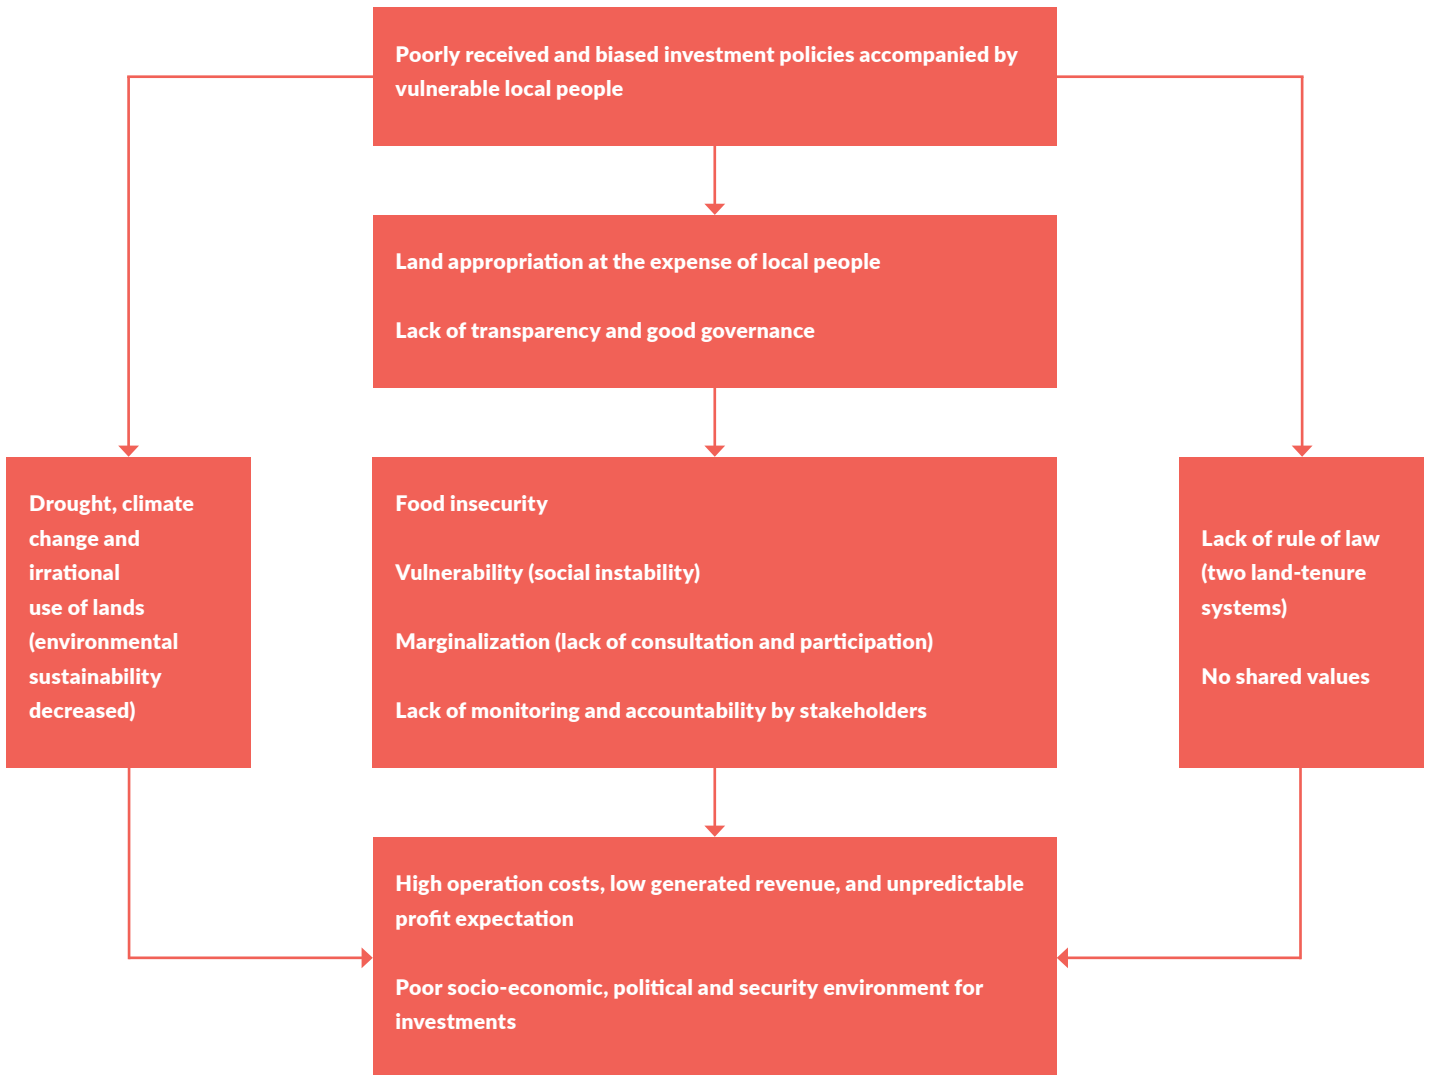 Poorly received and biased investment policies accompanied by
vulnerable local people
Land appropriation at the expense of local people
Lack of transparency and good governance
Drought, climate
change and
irrational
use of lands
(environmental
sustainability
decreased)
Food insecurity
Vulnerability (social instability)
Marginalization (lack of consultation and participation)
Lack of monitoring and accountability by stakeholders
Lack of rule of law
(two land-tenure
systems)
No shared values
High operation costs, low generated revenue, and unpredictable
profit expectation
Poor socio-economic, political and security environment for
investments